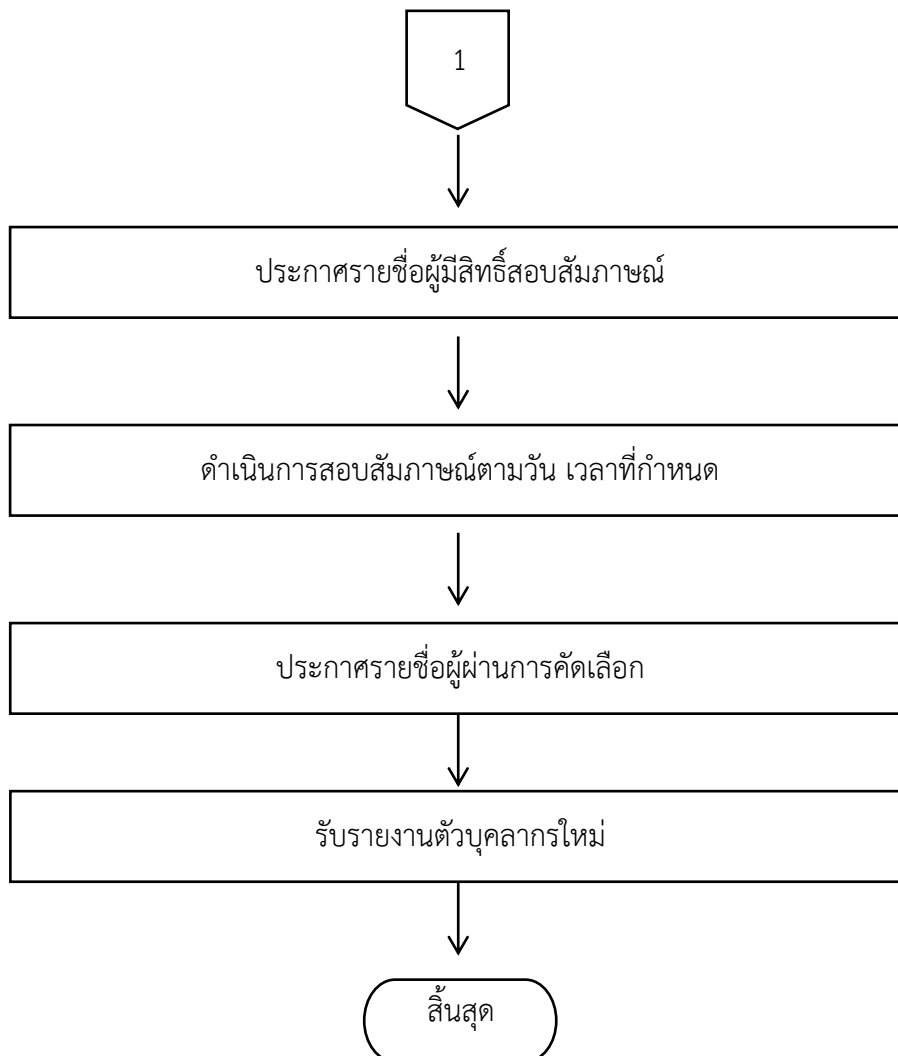 1
ประกาศรายชื่อผู้มีสิทธิ์สอบสัมภาษณ์
ดำเนินการสอบสัมภาษณ์ตามวัน เวลาที่กำหนด
ประกาศรายชื่อผู้ผ่านการคัดเลือก
รับรายงานตัวบุคลากรใหม่
สิ้นสุด